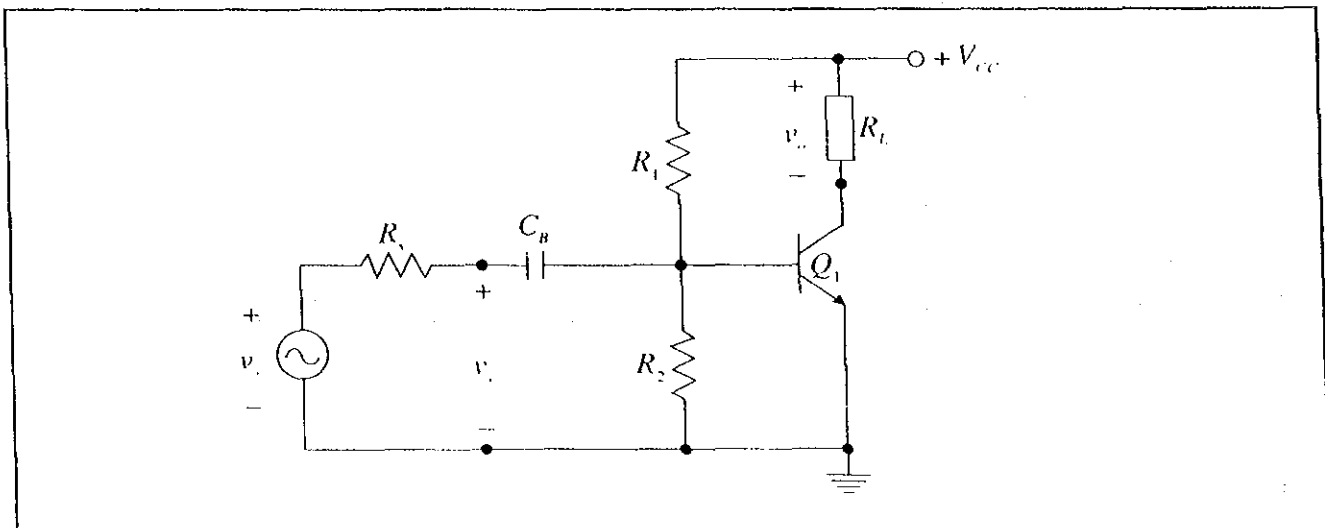 + V_cc
+
v_o R_L
−
R_1
C_B
R_s
Q_1
+ +
v_s v_i R_2
− −